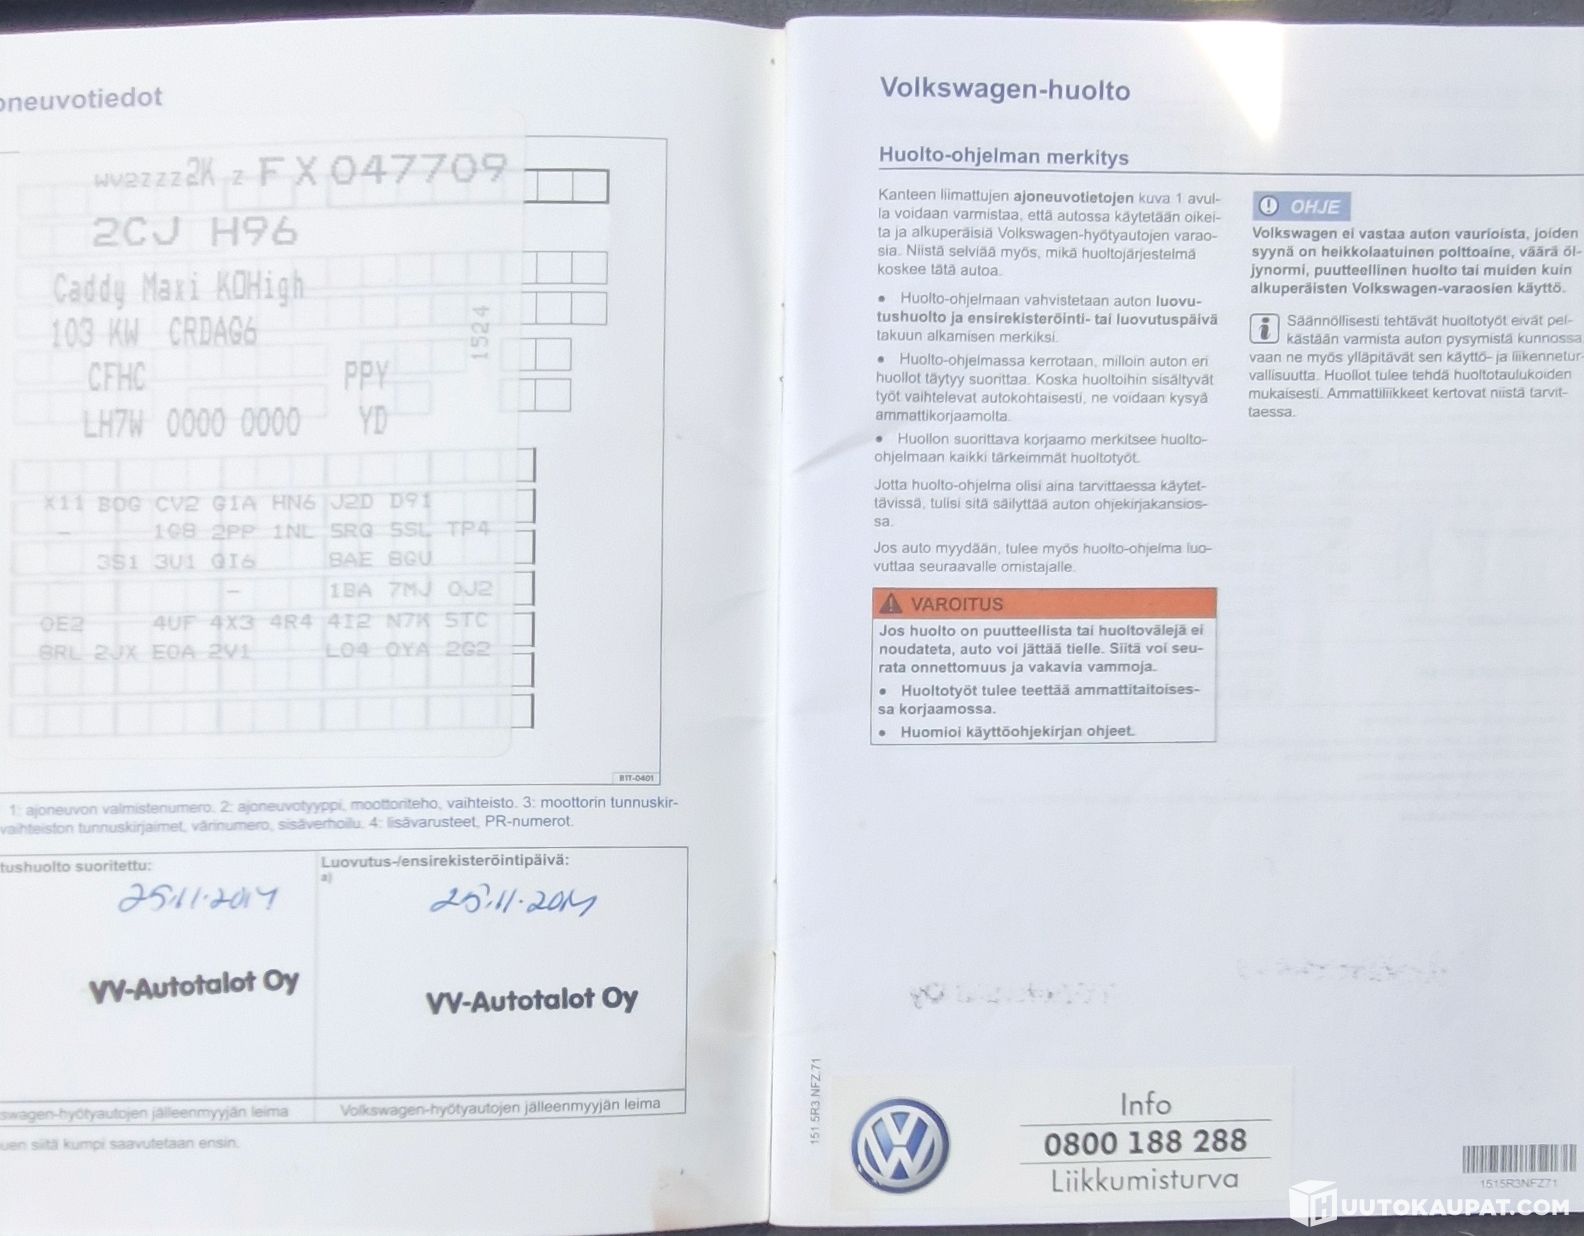 oneuvotiedot
WV2ZZZ2K Z FX047709
2CJ H96
Caddy Maxi KOHigh
103 KW CRDAG6
1524
CFHC PPY
LH7W 0000 0000 YD
X11 BOG CV2 G1A HN6 J2D D91
- 1G8 2PP 1NL 5RQ 5SL TP4
3S1 3U1 QI6 8AE 8GU
- 1BA 7MJ 0J2
0E2 4UF 4X3 4R4 4I2 N7K 5TC
8RL 2JX E0A 2V1 L04 0YA 2G2
B1T-0401
1: ajoneuvon valmistenumero. 2: ajoneuvotyyppi, moottoriteho, vaihteisto. 3: moottorin tunnuskir-
vaihteiston tunnuskirjaimet, värinumero, sisäverhoilu. 4: lisävarusteet, PR-numerot.
tushuolto suoritettu:
25.11.2014
VV-Autotalot Oy
swagen-hyötyautojen jälleenmyyjän leima
Luovutus-/ensirekisteröintipäivä:
a)
25.11.2014
VV-Autotalot Oy
Volkswagen-hyötyautojen jälleenmyyjän leima
uen siitä kumpi saavutetaan ensin.
Volkswagen-huolto
Huolto-ohjelman merkitys
Kanteen liimattujen ajoneuvotietojen kuva 1 avul-
la voidaan varmistaa, että autossa käytetään oikei-
ta ja alkuperäisiä Volkswagen-hyötyautojen varao-
sia. Niistä selviää myös, mikä huoltojärjestelmä
koskee tätä autoa.
• Huolto-ohjelmaan vahvistetaan auton luovu-
tushuolto ja ensirekisteröinti- tai luovutuspäivä
takuun alkamisen merkiksi.
• Huolto-ohjelmassa kerrotaan, milloin auton eri
huollot täytyy suorittaa. Koska huoltoihin sisältyvät
työt vaihtelevat autokohtaisesti, ne voidaan kysyä
ammattikorjaamolta.
• Huollon suorittava korjaamo merkitsee huolto-
ohjelmaan kaikki tärkeimmät huoltotyöt.
Jotta huolto-ohjelma olisi aina tarvittaessa käytet-
tävissä, tulisi sitä säilyttää auton ohjekirjakansios-
sa.
Jos auto myydään, tulee myös huolto-ohjelma luo-
vuttaa seuraavalle omistajalle.
VAROITUS
Jos huolto on puutteellista tai huoltovälejä ei
noudateta, auto voi jättää tielle. Siitä voi seu-
rata onnettomuus ja vakavia vammoja.
• Huoltotyöt tulee teettää ammattitaitoises-
sa korjaamossa.
• Huomioi käyttöohjekirjan ohjeet.
OHJE
Volkswagen ei vastaa auton vaurioista, joiden
syynä on heikkolaatuinen polttoaine, väärä öl-
jynormi, puutteellinen huolto tai muiden kuin
alkuperäisten Volkswagen-varaosien käyttö.
Säännöllisesti tehtävät huoltotyöt eivät pel-
kästään varmista auton pysymistä kunnossa
vaan ne myös ylläpitävät sen käyttö- ja liikennetur-
vallisuutta. Huollot tulee tehdä huoltotaulukoiden
mukaisesti. Ammattiliikkeet kertovat niistä tarvit-
taessa.
151.5R3.NFZ.71
Info
0800 188 288
Liikkumisturva
1515R3NFZ71
HUUTOKAUPAT.COM